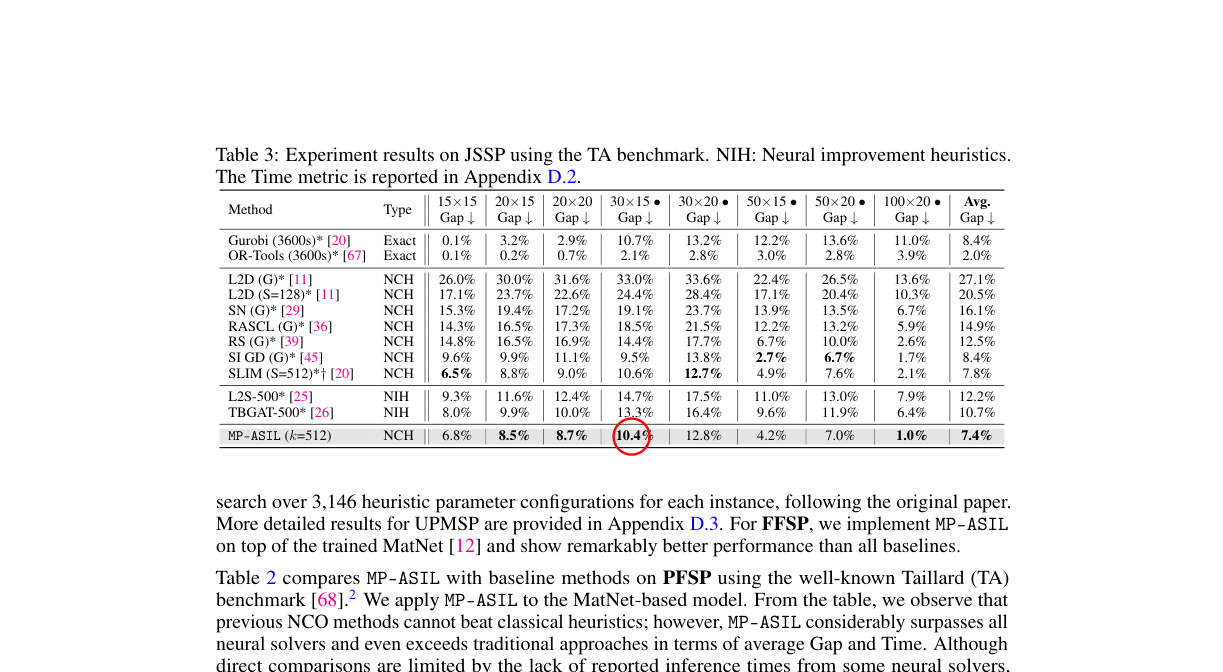 Table 3: Experiment results on JSSP using the TA benchmark. NIH: Neural improvement heuristics.
The Time metric is reported in Appendix D.2.
Method Type 15×15 Gap ↓ 20×15 Gap ↓ 20×20 Gap ↓ 30×15 ● Gap ↓ 30×20 ● Gap ↓ 50×15 ● Gap ↓ 50×20 ● Gap ↓ 100×20 ● Gap ↓ Avg. Gap ↓
Gurobi (3600s)* [20] Exact 0.1% 3.2% 2.9% 10.7% 13.2% 12.2% 13.6% 11.0% 8.4%
OR-Tools (3600s)* [67] Exact 0.1% 0.2% 0.7% 2.1% 2.8% 3.0% 2.8% 3.9% 2.0%
L2D (G)* [11] NCH 26.0% 30.0% 31.6% 33.0% 33.6% 22.4% 26.5% 13.6% 27.1%
L2D (S=128)* [11] NCH 17.1% 23.7% 22.6% 24.4% 28.4% 17.1% 20.4% 10.3% 20.5%
SN (G)* [29] NCH 15.3% 19.4% 17.2% 19.1% 23.7% 13.9% 13.5% 6.7% 16.1%
RASCL (G)* [36] NCH 14.3% 16.5% 17.3% 18.5% 21.5% 12.2% 13.2% 5.9% 14.9%
RS (G)* [39] NCH 14.8% 16.5% 16.9% 14.4% 17.7% 6.7% 10.0% 2.6% 12.5%
SI GD (G)* [45] NCH 9.6% 9.9% 11.1% 9.5% 13.8% 2.7% 6.7% 1.7% 8.4%
SLIM (S=512)*† [20] NCH 6.5% 8.8% 9.0% 10.6% 12.7% 4.9% 7.6% 2.1% 7.8%
L2S-500* [25] NIH 9.3% 11.6% 12.4% 14.7% 17.5% 11.0% 13.0% 7.9% 12.2%
TBGAT-500* [26] NIH 8.0% 9.9% 10.0% 13.3% 16.4% 9.6% 11.9% 6.4% 10.7%
MP-ASIL (k=512) NCH 6.8% 8.5% 8.7% 10.4% 12.8% 4.2% 7.0% 1.0% 7.4%
search over 3,146 heuristic parameter configurations for each instance, following the original paper.
More detailed results for UPMSP are provided in Appendix D.3. For FFSP, we implement MP-ASIL
on top of the trained MatNet [12] and show remarkably better performance than all baselines.
Table 2 compares MP-ASIL with baseline methods on PFSP using the well-known Taillard (TA)
benchmark [68].2 We apply MP-ASIL to the MatNet-based model. From the table, we observe that
previous NCO methods cannot beat classical heuristics; however, MP-ASIL considerably surpasses all
neural solvers and even exceeds traditional approaches in terms of average Gap and Time. Although
direct comparisons are limited by the lack of reported inference times from some neural solvers,